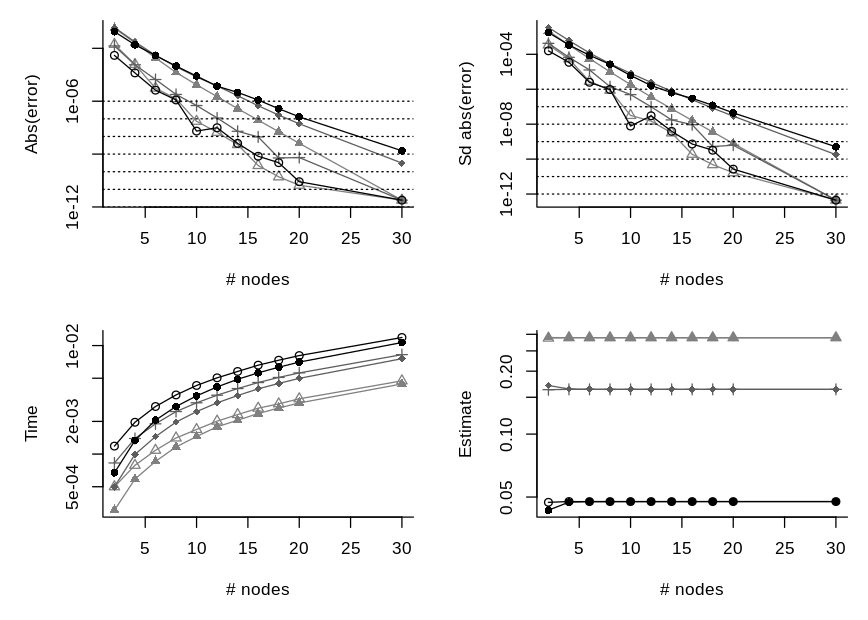 Abs(error)
1e-12 1e-06
5 10 15 20 25 30
# nodes
Sd abs(error)
1e-12 1e-08 1e-04
5 10 15 20 25 30
# nodes
Time
5e-04 2e-03 1e-02
5 10 15 20 25 30
# nodes
Estimate
0.05 0.10 0.20
5 10 15 20 25 30
# nodes